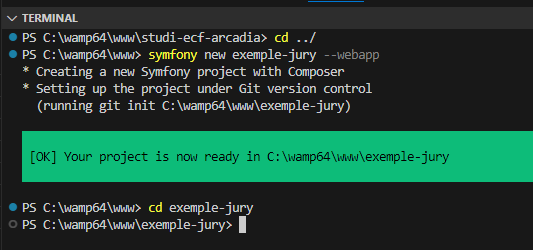 TERMINAL
PS C:\wamp64\www\studi-ecf-arcadia> cd ../
PS C:\wamp64\www> symfony new exemple-jury --webapp
* Creating a new Symfony project with Composer
* Setting up the project under Git version control
(running git init C:\wamp64\www\exemple-jury)
[OK] Your project is now ready in C:\wamp64\www\exemple-jury
PS C:\wamp64\www> cd exemple-jury
PS C:\wamp64\www\exemple-jury>